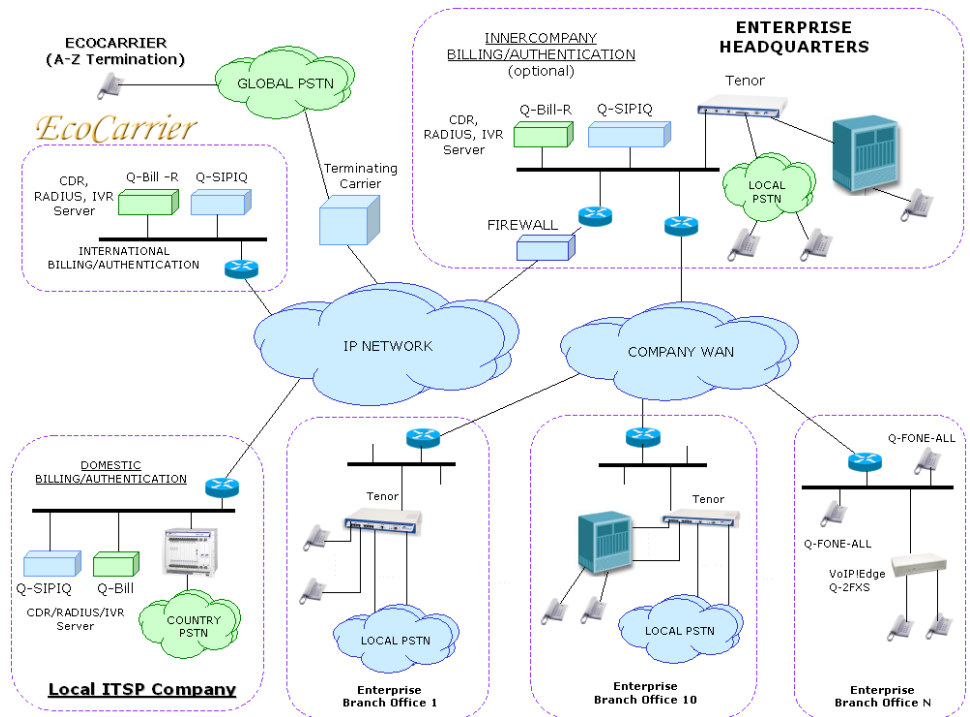 ECOCARRIER
(A-Z Termination)
GLOBAL PSTN
EcoCarrier
CDR,
RADIUS, IVR
Server
Q-Bill -R
Q-SIPIQ
INTERNATIONAL
BILLING/AUTHENTICATION
Terminating
Carrier
INNERCOMPANY
BILLING/AUTHENTICATION
(optional)
ENTERPRISE
HEADQUARTERS
CDR,
RADIUS, IVR
Server
Q-Bill-R
Q-SIPIQ
Tenor
LOCAL
PSTN
FIREWALL
IP NETWORK
COMPANY WAN
DOMESTIC
BILLING/AUTHENTICATION
Q-SIPIQ
Q-Bill
CDR/RADIUS/IVR
Server
COUNTRY
PSTN
Local ITSP Company
Tenor
LOCAL PSTN
Enterprise
Branch Office 1
Tenor
LOCAL PSTN
Enterprise
Branch Office 10
Q-FONE-ALL
Q-FONE-ALL
VoIP!Edge
Q-2FXS
Enterprise
Branch Office N